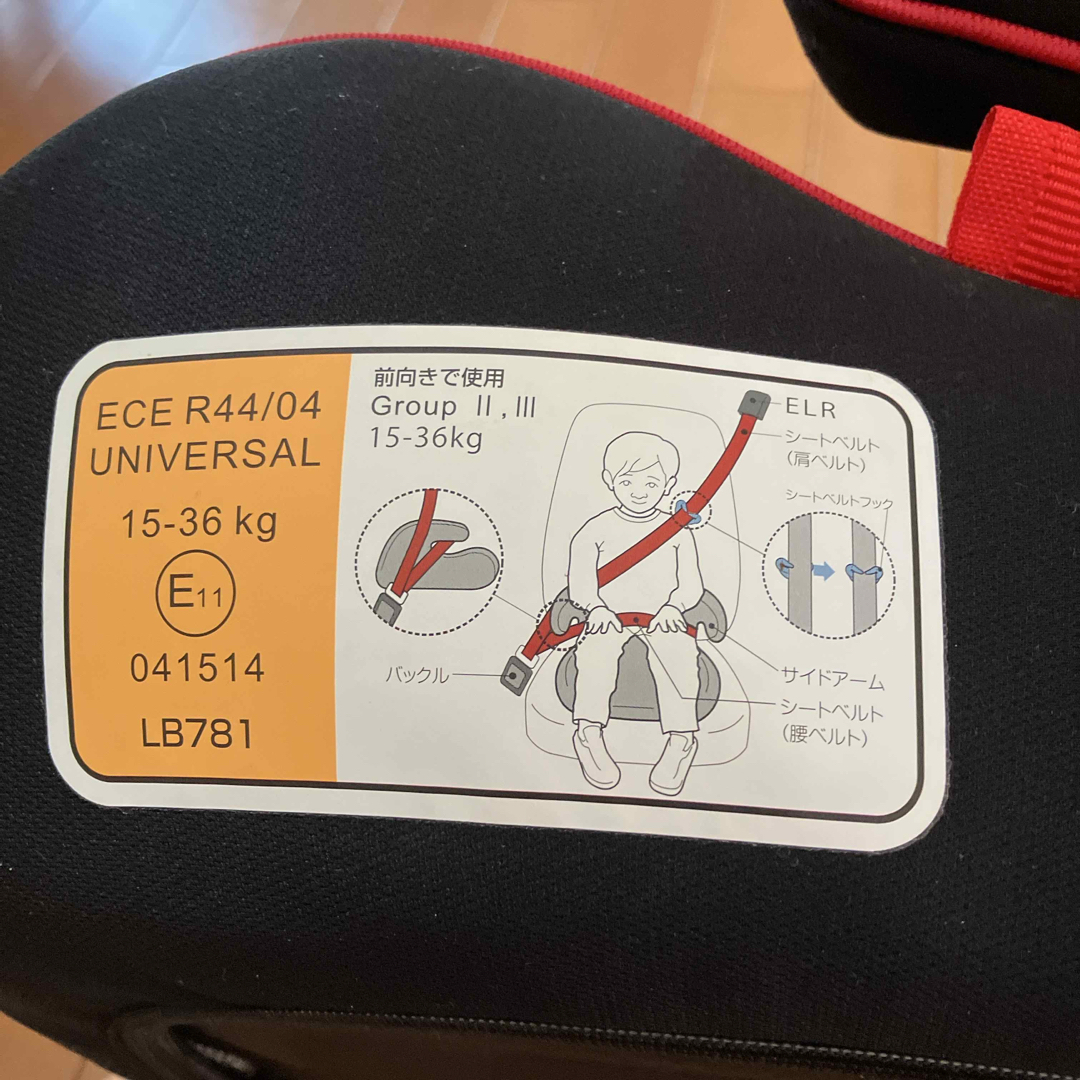 ECE R44/04
UNIVERSAL
15-36 kg
E11
041514
LB781
前向きで使用
Group II , III
15-36kg
ELR
シートベルト
(肩ベルト)
シートベルトフック
バックル
サイドアーム
シートベルト
(腰ベルト)